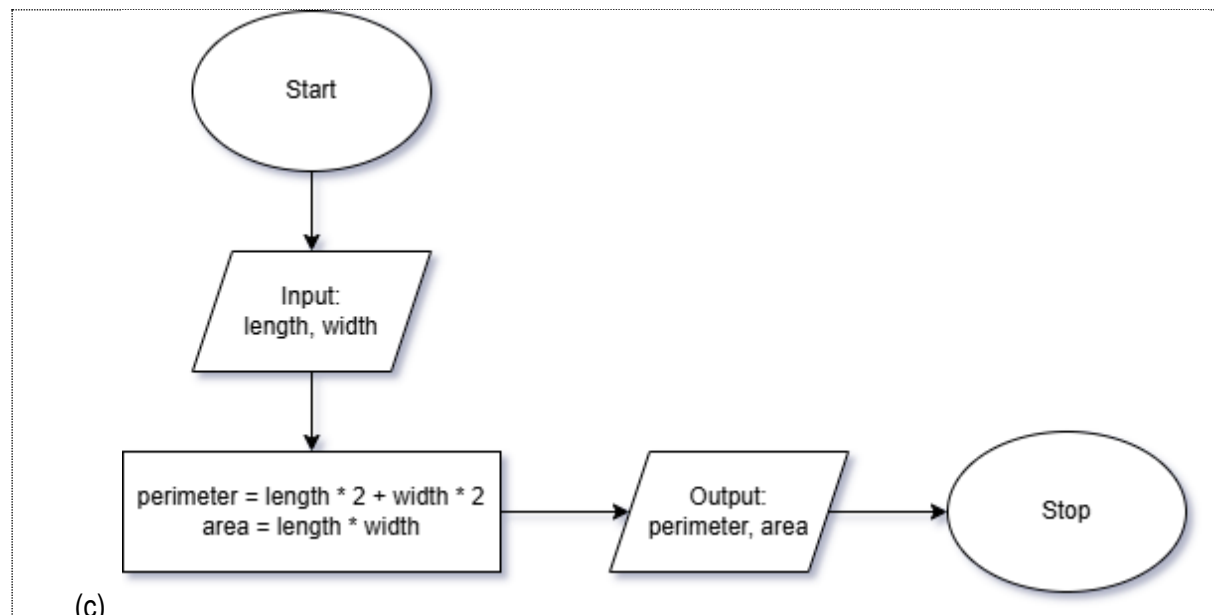 Start
Input:
length, width
perimeter = length * 2 + width * 2
area = length * width
Output:
perimeter, area
Stop
(c)